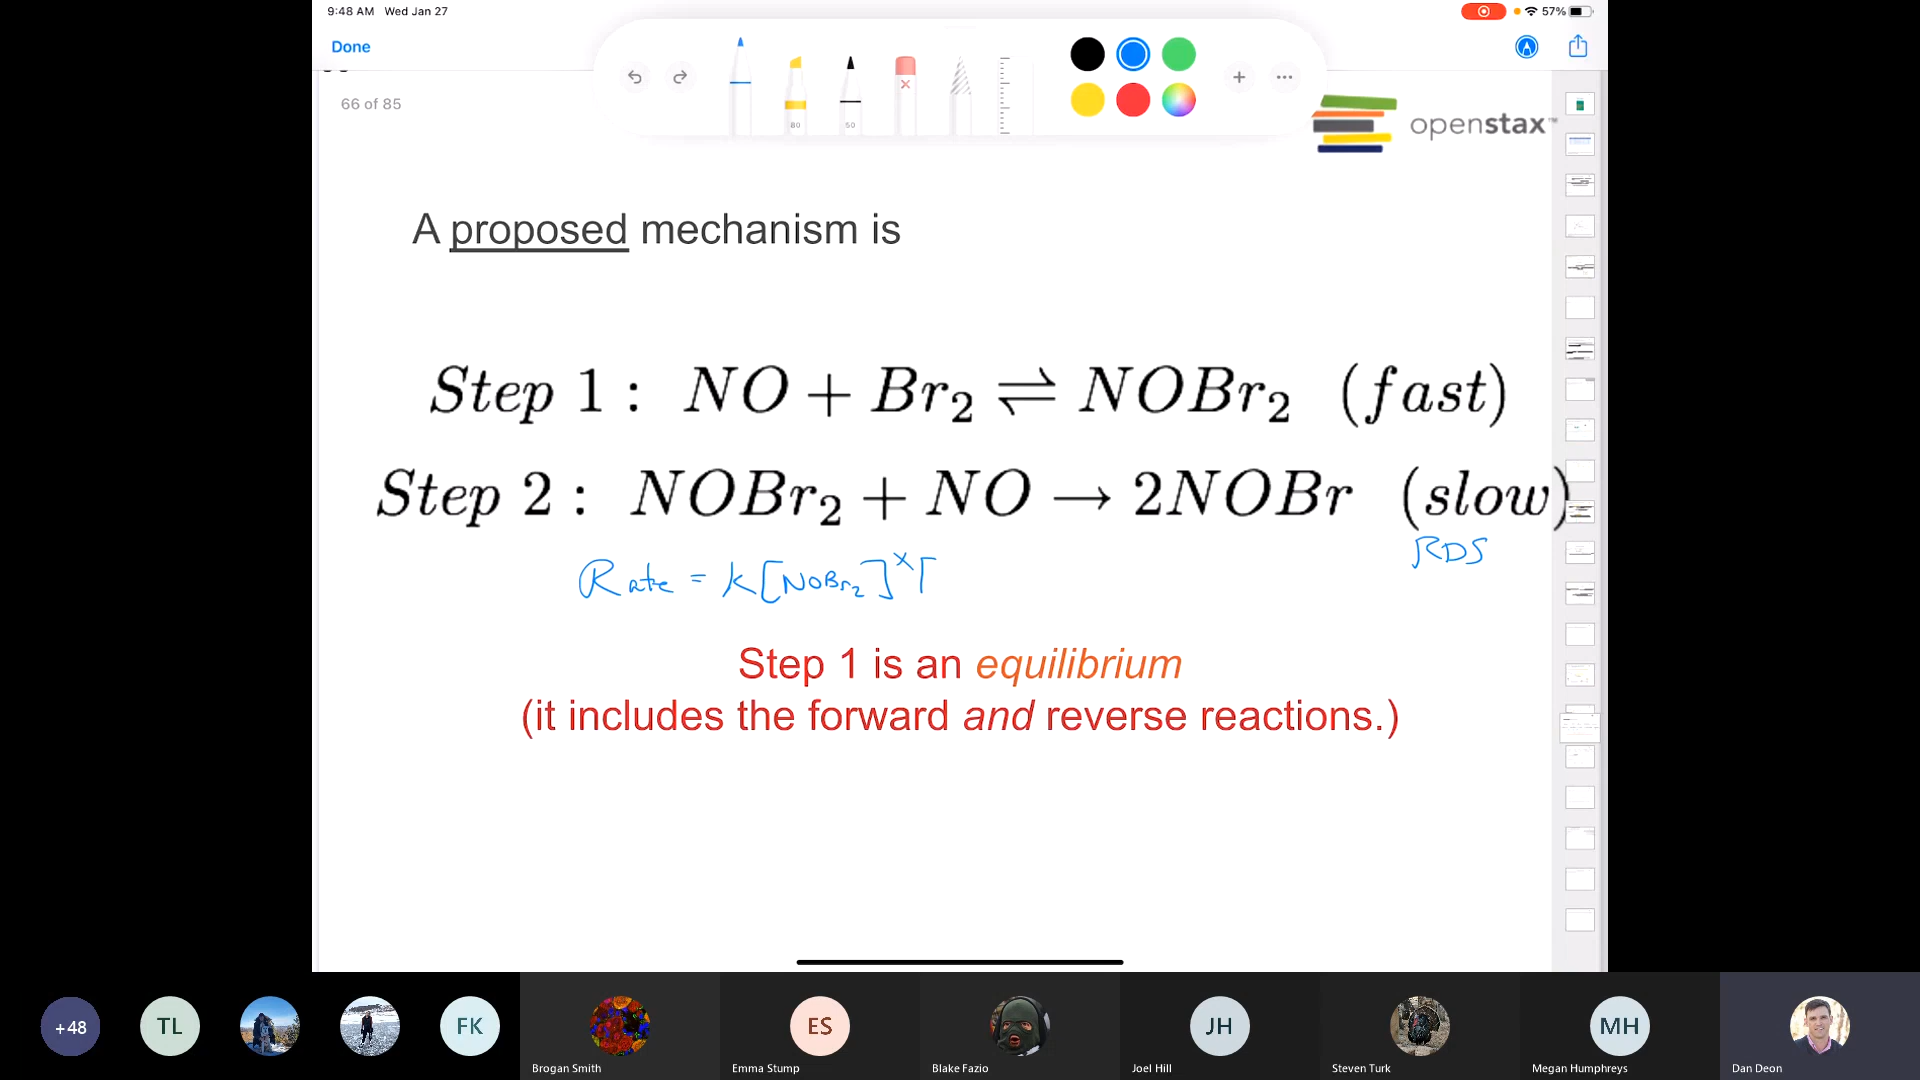 9:48 AM Wed Jan 27
57%
Done
80
50
66 of 85
openstax™
A proposed mechanism is
Step 1 : NO + Br₂ ⇌ NOBr₂ (fast)
Step 2 : NOBr₂ + NO → 2NOBr (slow)
RDS
Rate = k[NOBr₂]ˣ[
Step 1 is an equilibrium
(it includes the forward and reverse reactions.)
+48
TL
FK
ES
JH
MH
Brogan Smith
Emma Stump
Blake Fazio
Joel Hill
Steven Turk
Megan Humphreys
Dan Deon